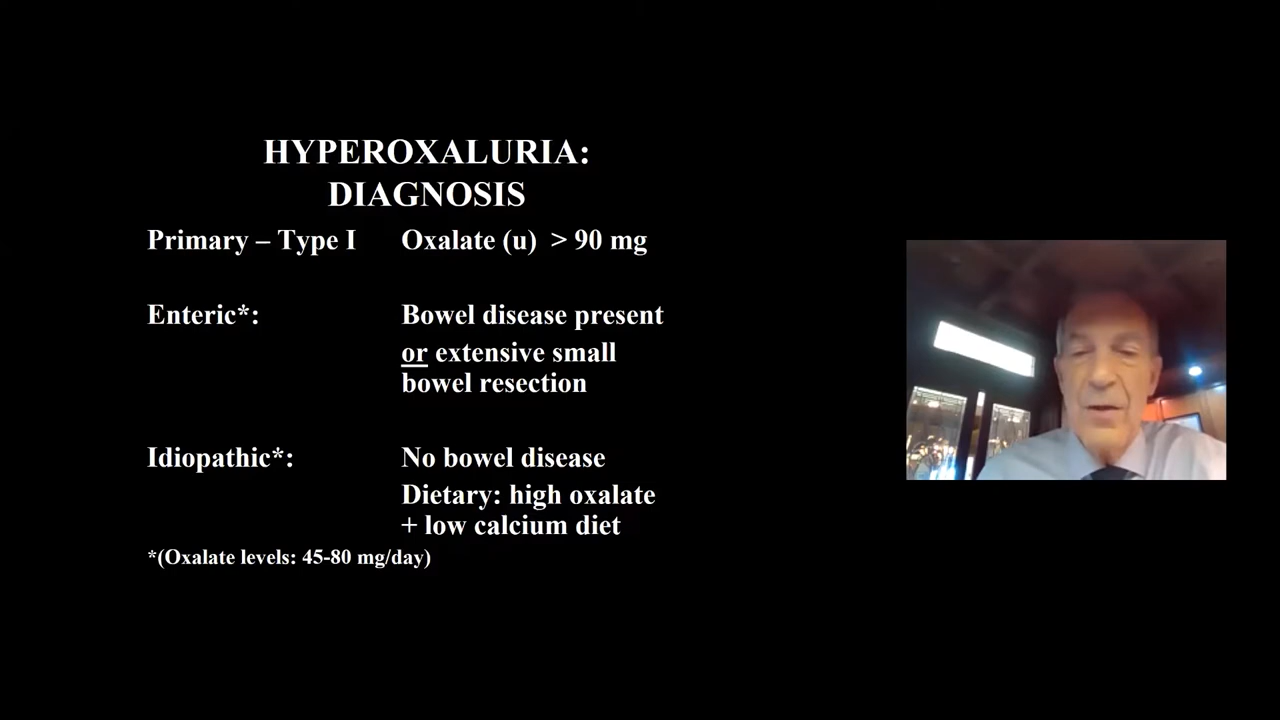 HYPEROXALURIA:
DIAGNOSIS
Primary – Type I Oxalate (u) > 90 mg
Enteric*: Bowel disease present
or extensive small
bowel resection
Idiopathic*: No bowel disease
Dietary: high oxalate
+ low calcium diet
*(Oxalate levels: 45-80 mg/day)